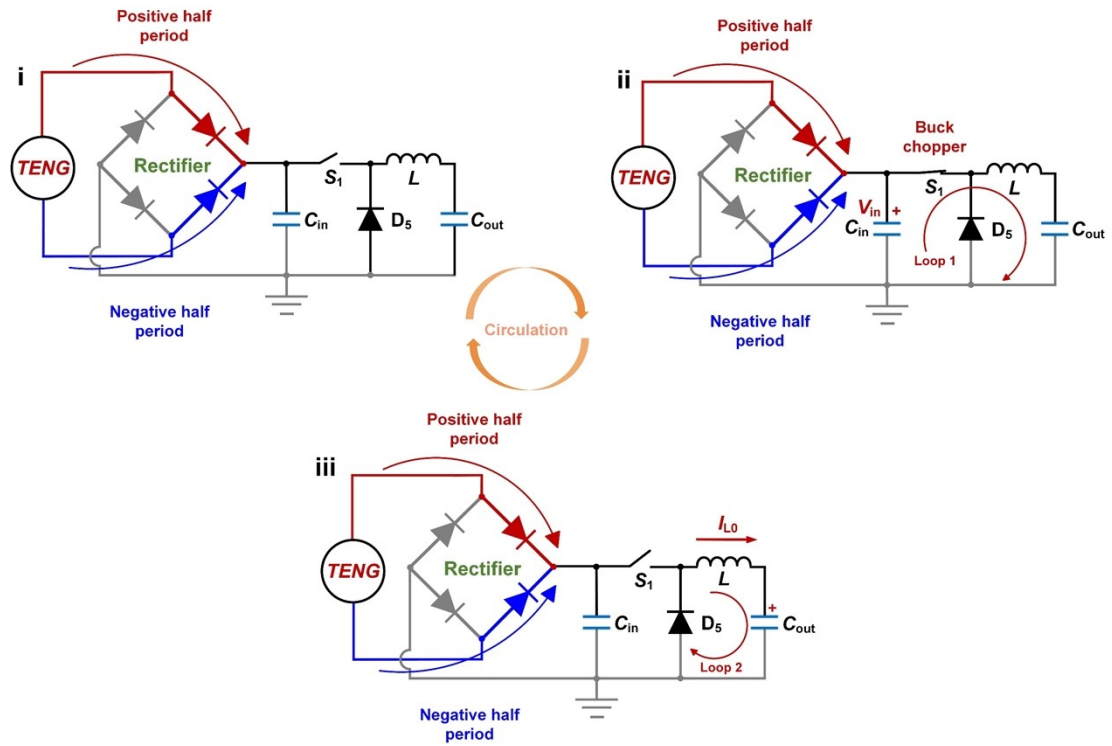 Positive half
period
i
TENG
Rectifier
S1
L
Cin
D5
Cout
Negative half
period
Positive half
period
ii
Buck
chopper
TENG
Rectifier
S1
L
Vin +
Cin
D5
Cout
Loop 1
Negative half
period
Circulation
Positive half
period
iii
IL0
TENG
Rectifier
S1
L
+
Cin
D5
Cout
Loop 2
Negative half
period